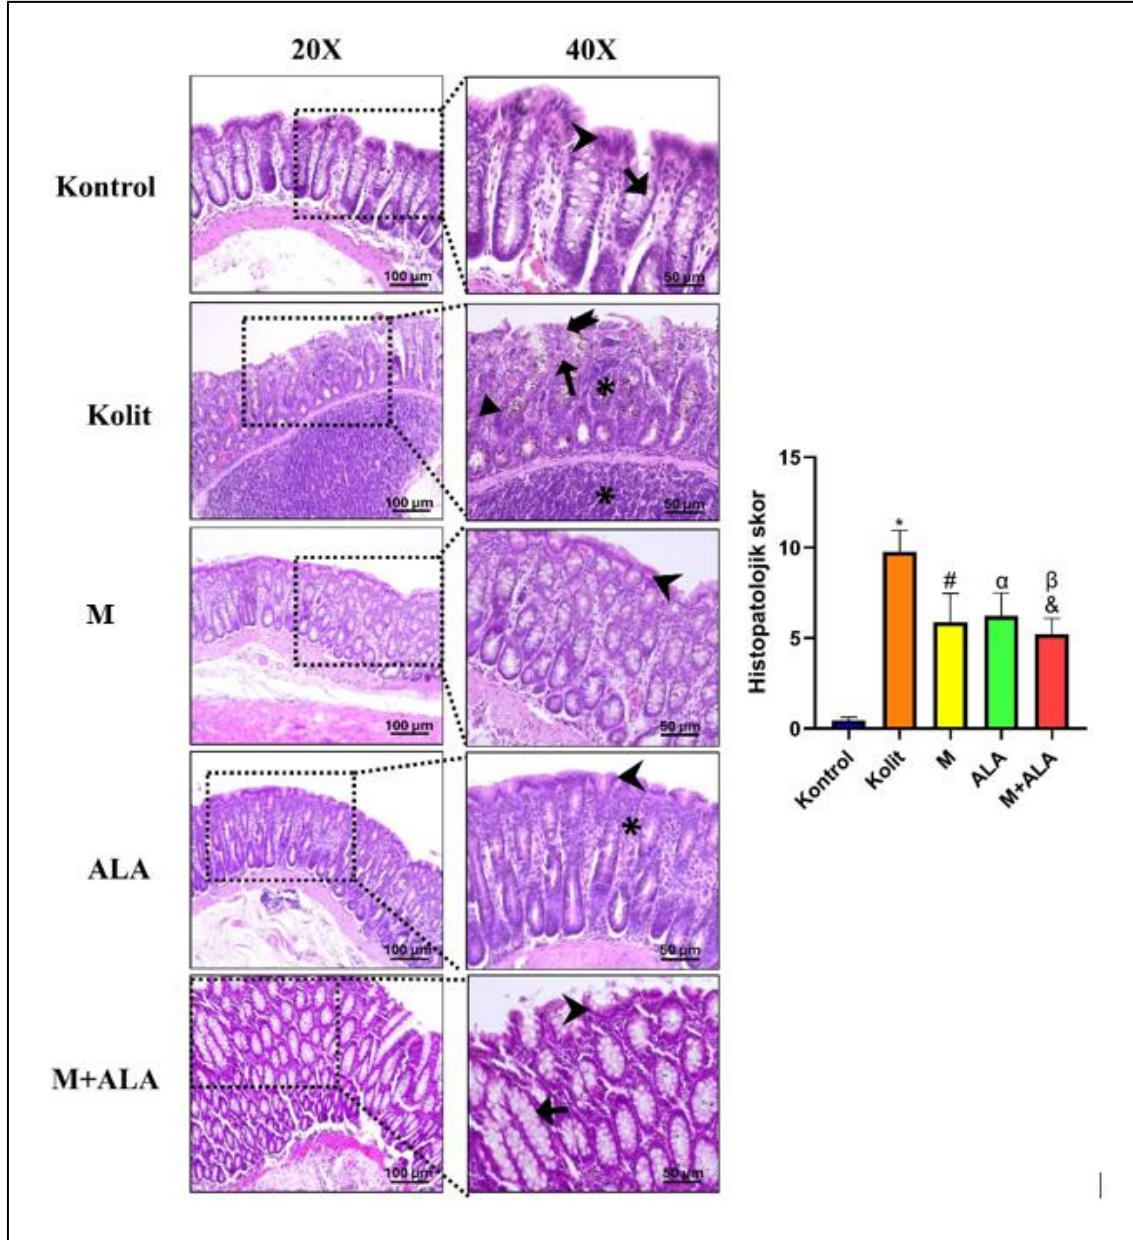 20X
40X
Kontrol
100 µm
50 µm
Kolit
*
*
100 µm
50 µm
M
100 µm
50 µm
ALA
*
100 µm
50 µm
M+ALA
100 µm
50 µm
Histopatolojik skor
15
10
5
0
*
#
α
β
&
Kontrol
Kolit
M
ALA
M+ALA